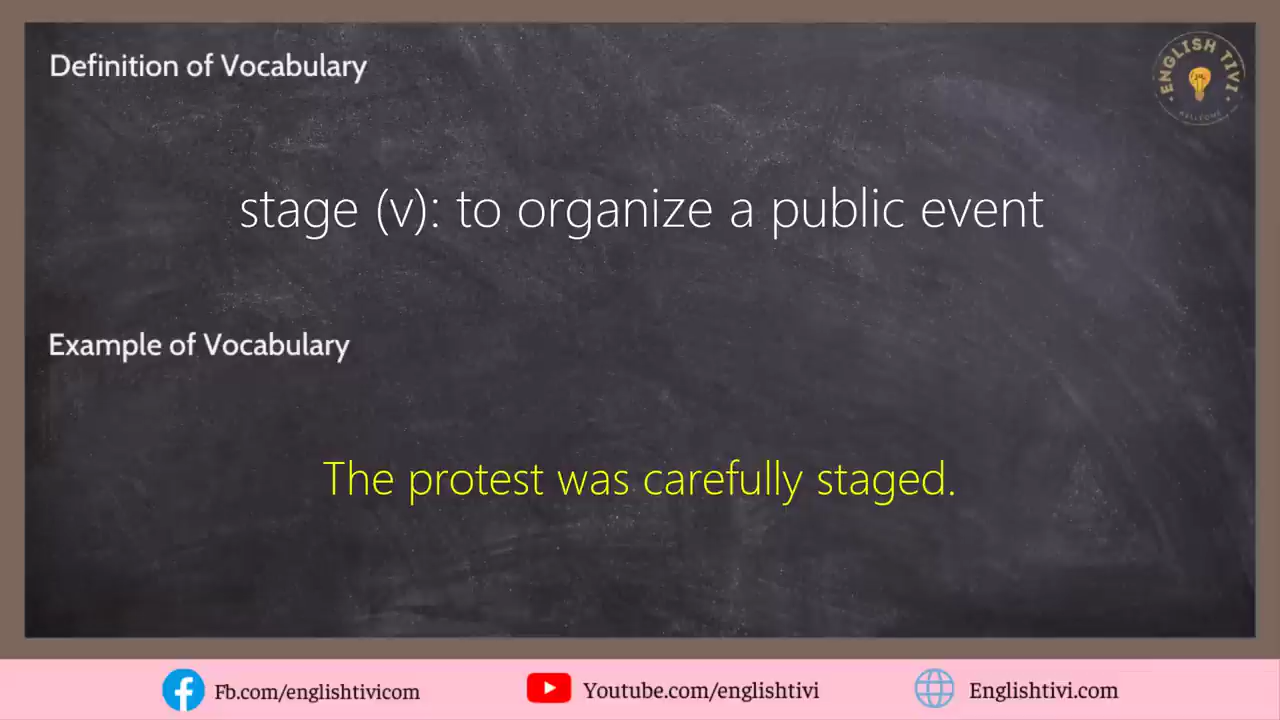 Definition of Vocabulary
ENGLISH TIVI
stage (v): to organize a public event
Example of Vocabulary
The protest was carefully staged.
Fb.com/englishtivicom
Youtube.com/englishtivi
Englishtivi.com